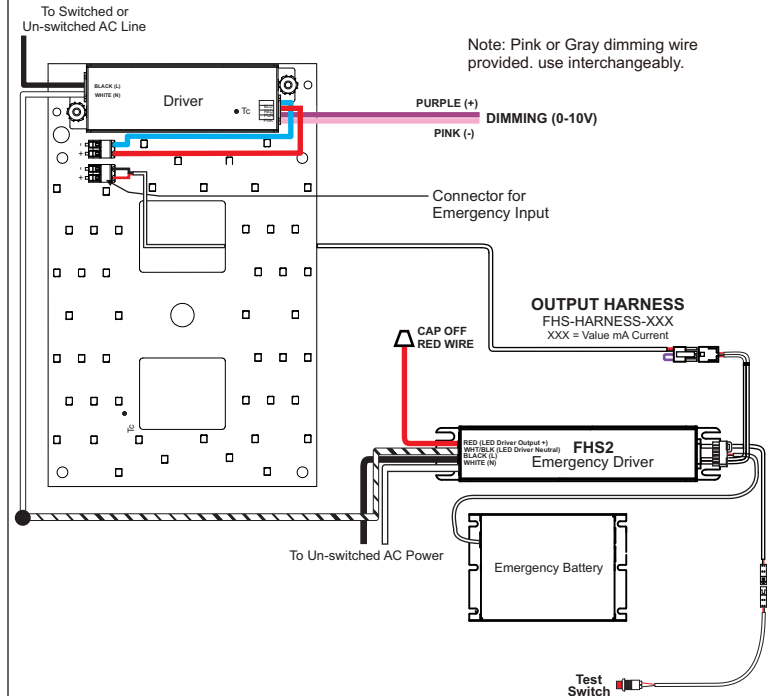 To Switched or
Un-switched AC Line
Note: Pink or Gray dimming wire
provided. use interchangeably.
BLACK (L)
WHITE (N)
Driver
Tc
PURPLE (+)
DIMMING (0-10V)
PINK (-)
-
+
-
+
Connector for
Emergency Input
OUTPUT HARNESS
FHS-HARNESS-XXX
XXX = Value mA Current
CAP OFF
RED WIRE
Tc
RED (LED Driver Output +)
WHT/BLK (LED Driver Neutral)
BLACK (L)
WHITE (N)
FHS2
Emergency Driver
To Un-switched AC Power
Emergency Battery
Test
Switch